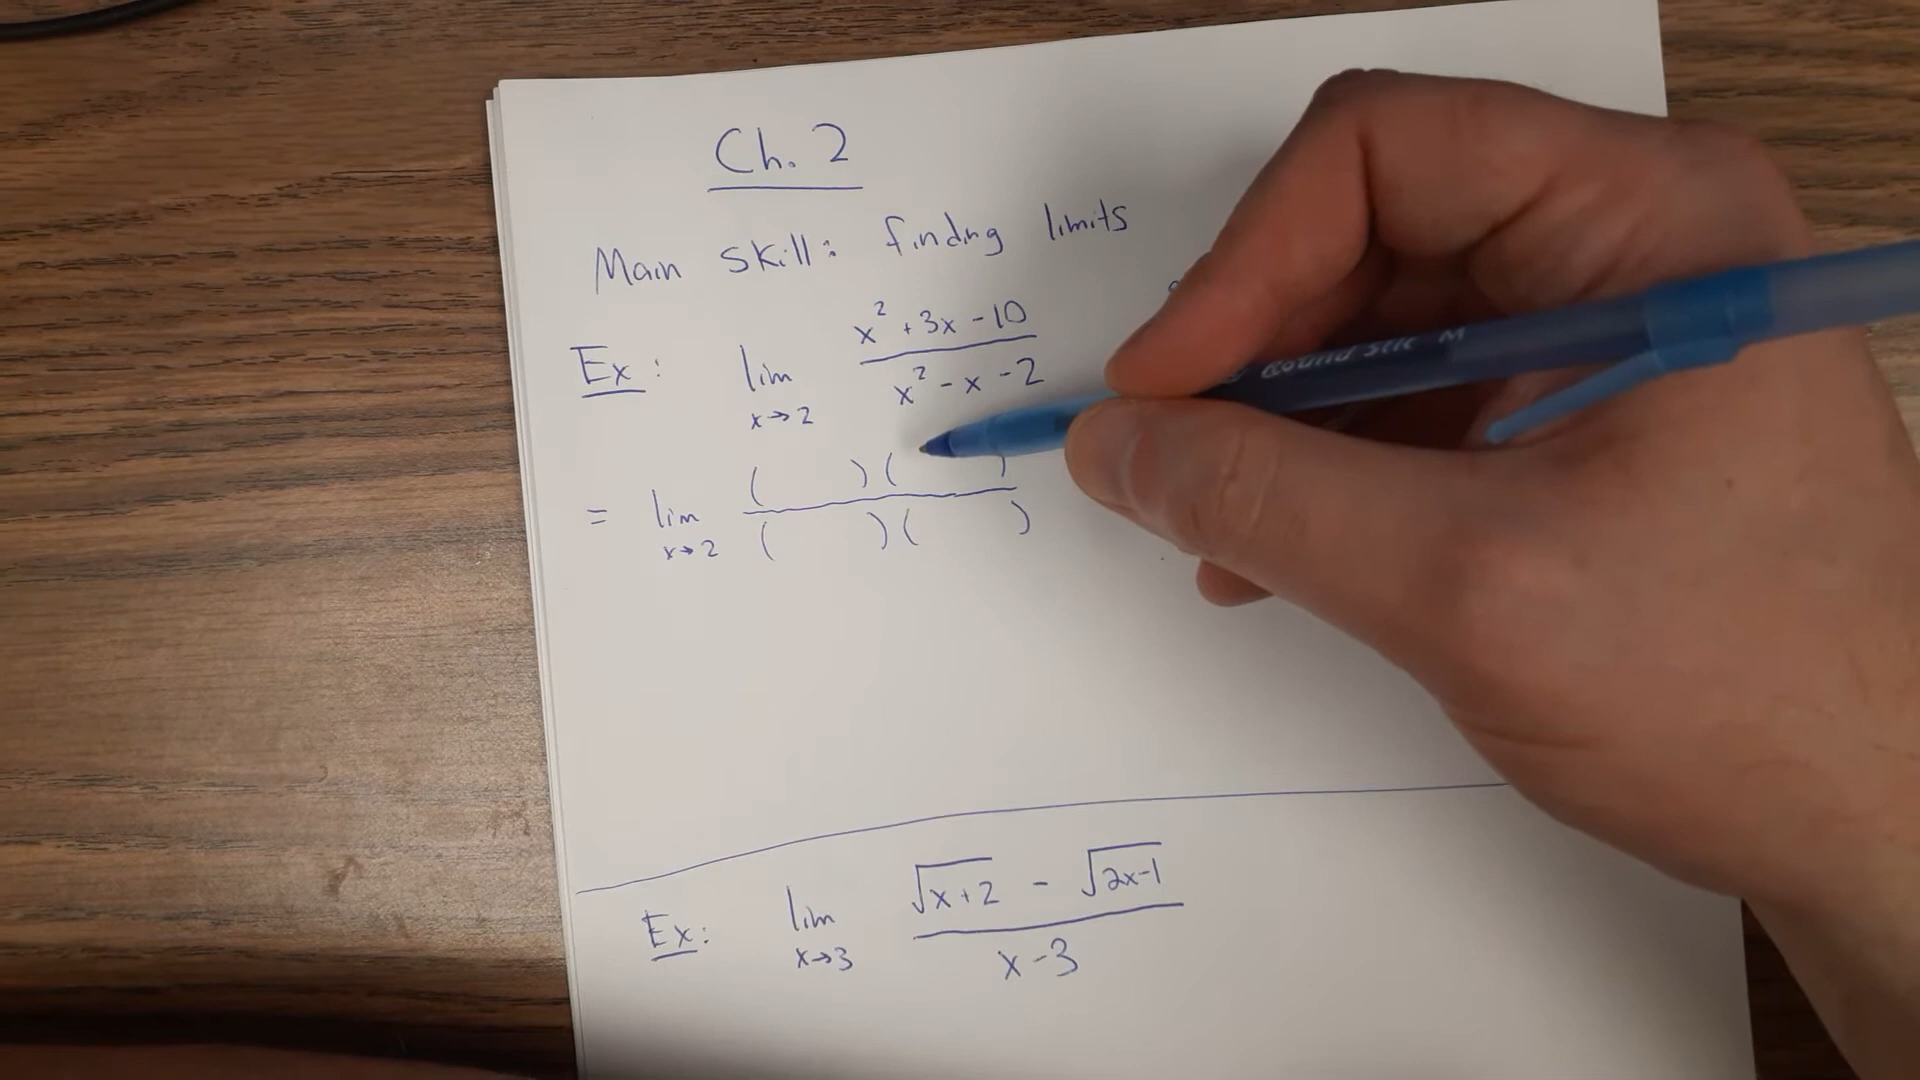 Ch. 2
Main skill: finding limits
Ex: lim x→2 (x² + 3x - 10)/(x² - x - 2)
= lim x→2 ( )( )/( )( )
Round Stic M
Ex: lim x→3 (√(x+2) - √(2x-1))/(x-3)